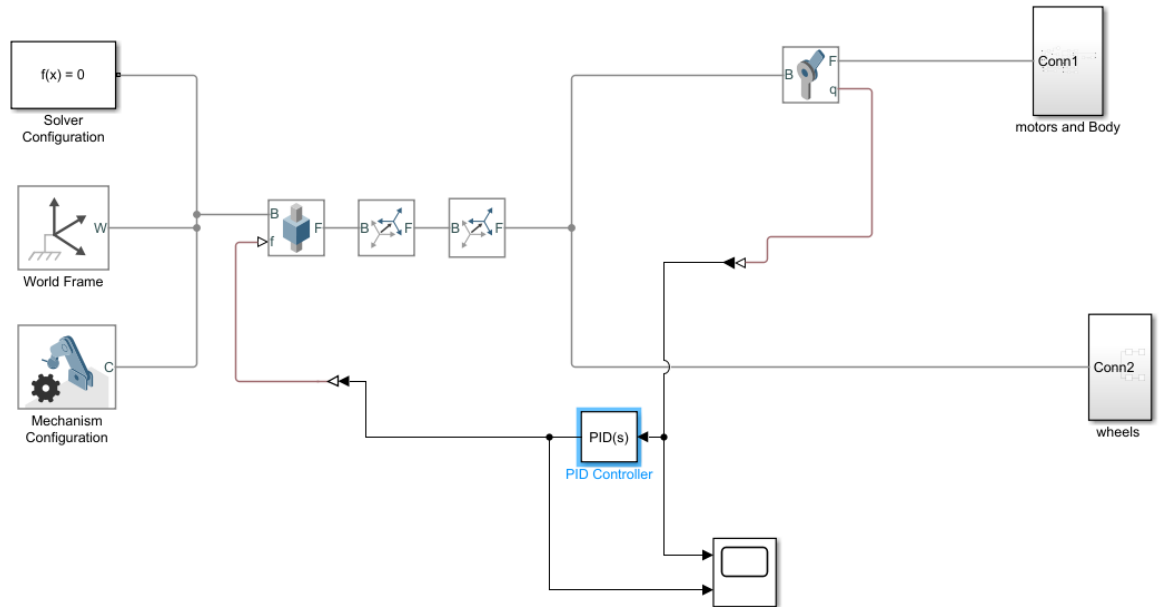 f(x) = 0
Solver
Configuration
W
World Frame
C
Mechanism
Configuration
B
f
F
B
F
B
F
B
F
q
Conn1
motors and Body
Conn2
wheels
PID(s)
PID Controller